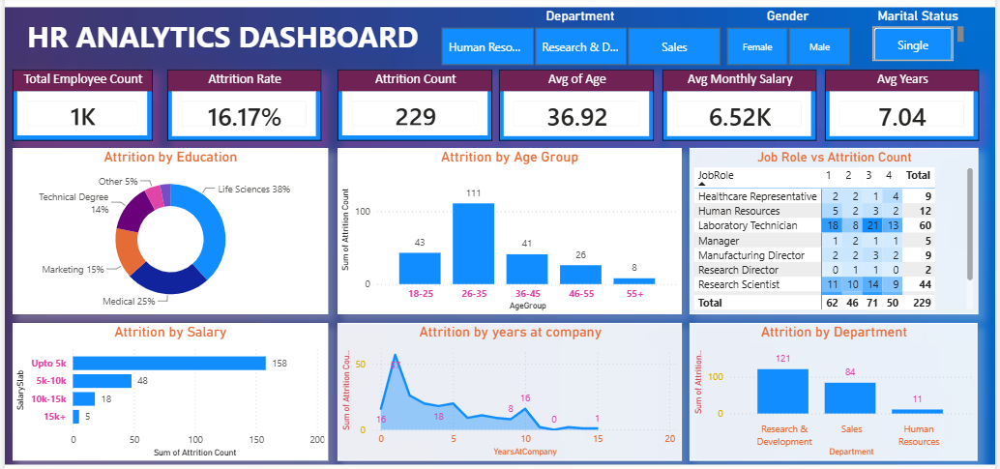 HR ANALYTICS DASHBOARD
Department
Human Reso...
Research & D...
Sales
Gender
Female
Male
Marital Status
Single
Total Employee Count
1K
Attrition Rate
16.17%
Attrition Count
229
Avg of Age
36.92
Avg Monthly Salary
6.52K
Avg Years
7.04
Attrition by Education
Other 5%
Life Sciences 38%
Technical Degree
14%
Marketing 15%
Medical 25%
Attrition by Age Group
Sum of Attrition Count
100
0
43
111
41
26
8
18-25
26-35
36-45
46-55
55+
AgeGroup
Job Role vs Attrition Count
JobRole 1 2 3 4 Total
Healthcare Representative 2 2 1 4 9
Human Resources 5 2 3 2 12
Laboratory Technician 18 8 21 13 60
Manager 1 2 1 1 5
Manufacturing Director 2 2 3 2 9
Research Director 0 1 1 0 2
Research Scientist 11 10 14 9 44
Total 62 46 71 50 229
Attrition by Salary
SalarySlab
Upto 5k 158
5k-10k 48
10k-15k 18
15k+ 5
0 50 100 150 200
Sum of Attrition Count
Attrition by years at company
Sum of Attrition Cou...
50
0
16
18
8
16
0
1
0 5 10 15 20
YearsAtCompany
Attrition by Department
Sum of Attrition...
100
0
121
84
11
Research &
Development
Sales
Human
Resources
Department